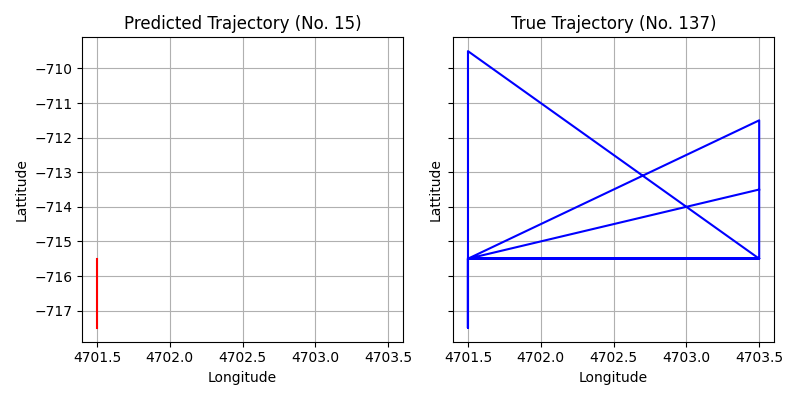 Predicted Trajectory (No. 15)
True Trajectory (No. 137)
Lattitude
−710
−711
−712
−713
−714
−715
−716
−717
4701.5 4702.0 4702.5 4703.0 4703.5
Longitude
Lattitude
4701.5 4702.0 4702.5 4703.0 4703.5
Longitude